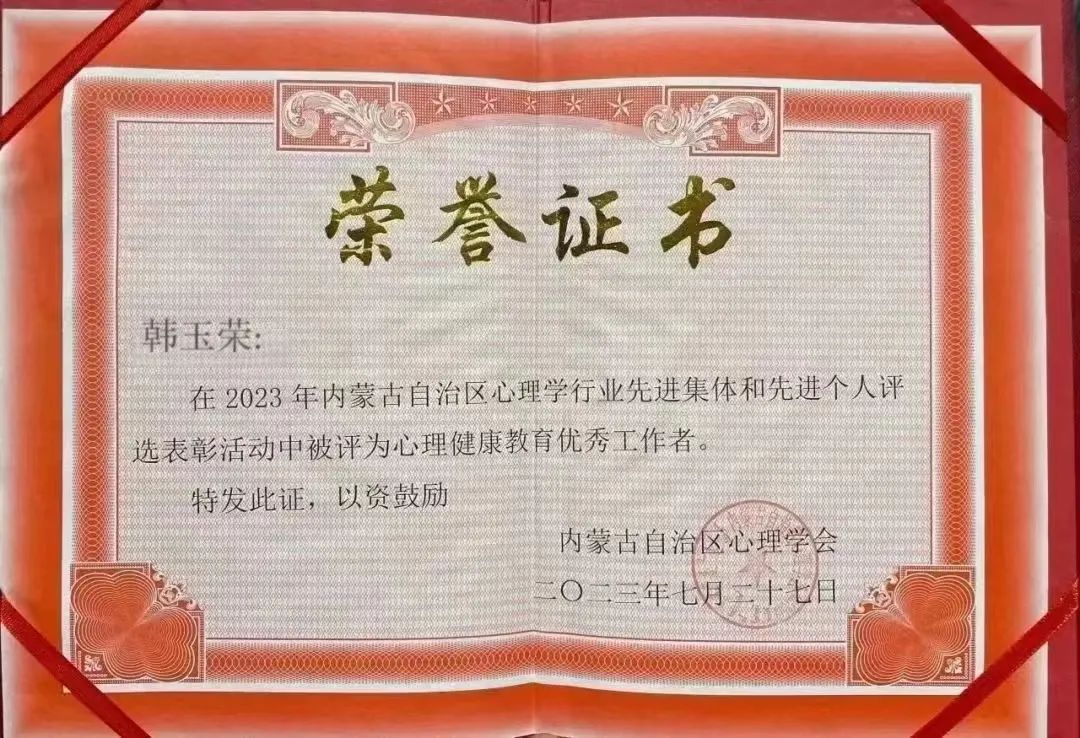 荣誉证书
韩玉荣:
在 2023 年内蒙古自治区心理学行业先进集体和先进个人评
选表彰活动中被评为心理健康教育优秀工作者。
特发此证，以资鼓励
内蒙古自治区心理学会
二〇二三年七月二十七日